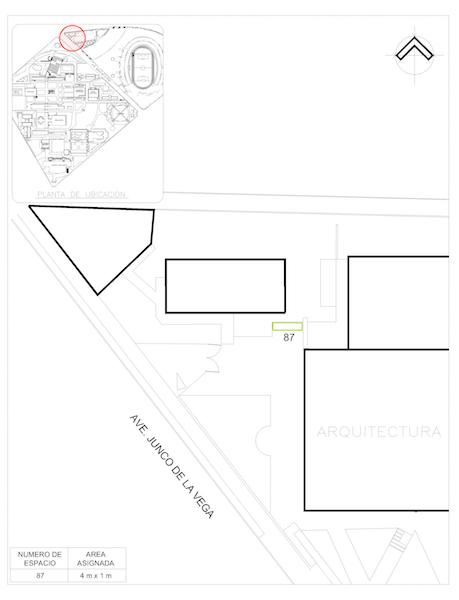 PLANTA DE UBICACIÓN
87
ARQUITECTURA
AVE. JUNCO DE LA VEGA
NUMERO DE ESPACIO
AREA ASIGNADA
87
4 m x 1 m